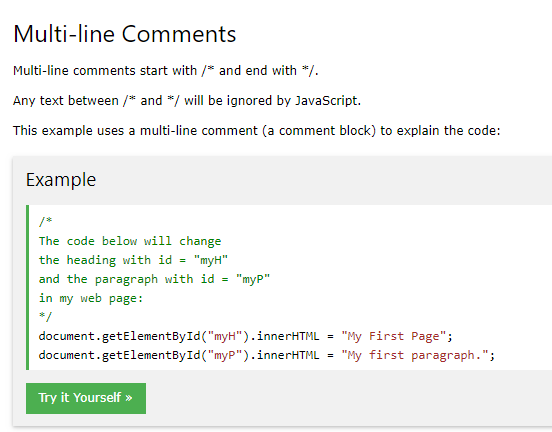 Multi-line Comments
Multi-line comments start with /* and end with */.
Any text between /* and */ will be ignored by JavaScript.
This example uses a multi-line comment (a comment block) to explain the code:
Example
/*
The code below will change
the heading with id = "myH"
and the paragraph with id = "myP"
in my web page:
*/
document.getElementById("myH").innerHTML = "My First Page";
document.getElementById("myP").innerHTML = "My first paragraph.";
Try it Yourself »